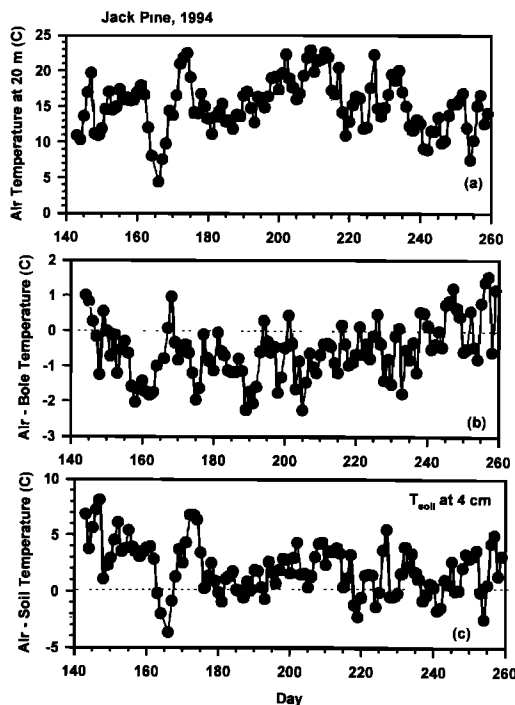 Jack Pine, 1994
Air Temperature at 20 m (C)
25
20
15
10
5
0
(a)
140 160 180 200 220 240 260
Air - Bole Temperature (C)
2
1
0
-1
-2
-3
(b)
140 160 180 200 220 240 260
Air - Soil Temperature (C)
10
5
0
-5
T soil at 4 cm
(c)
140 160 180 200 220 240 260
Day